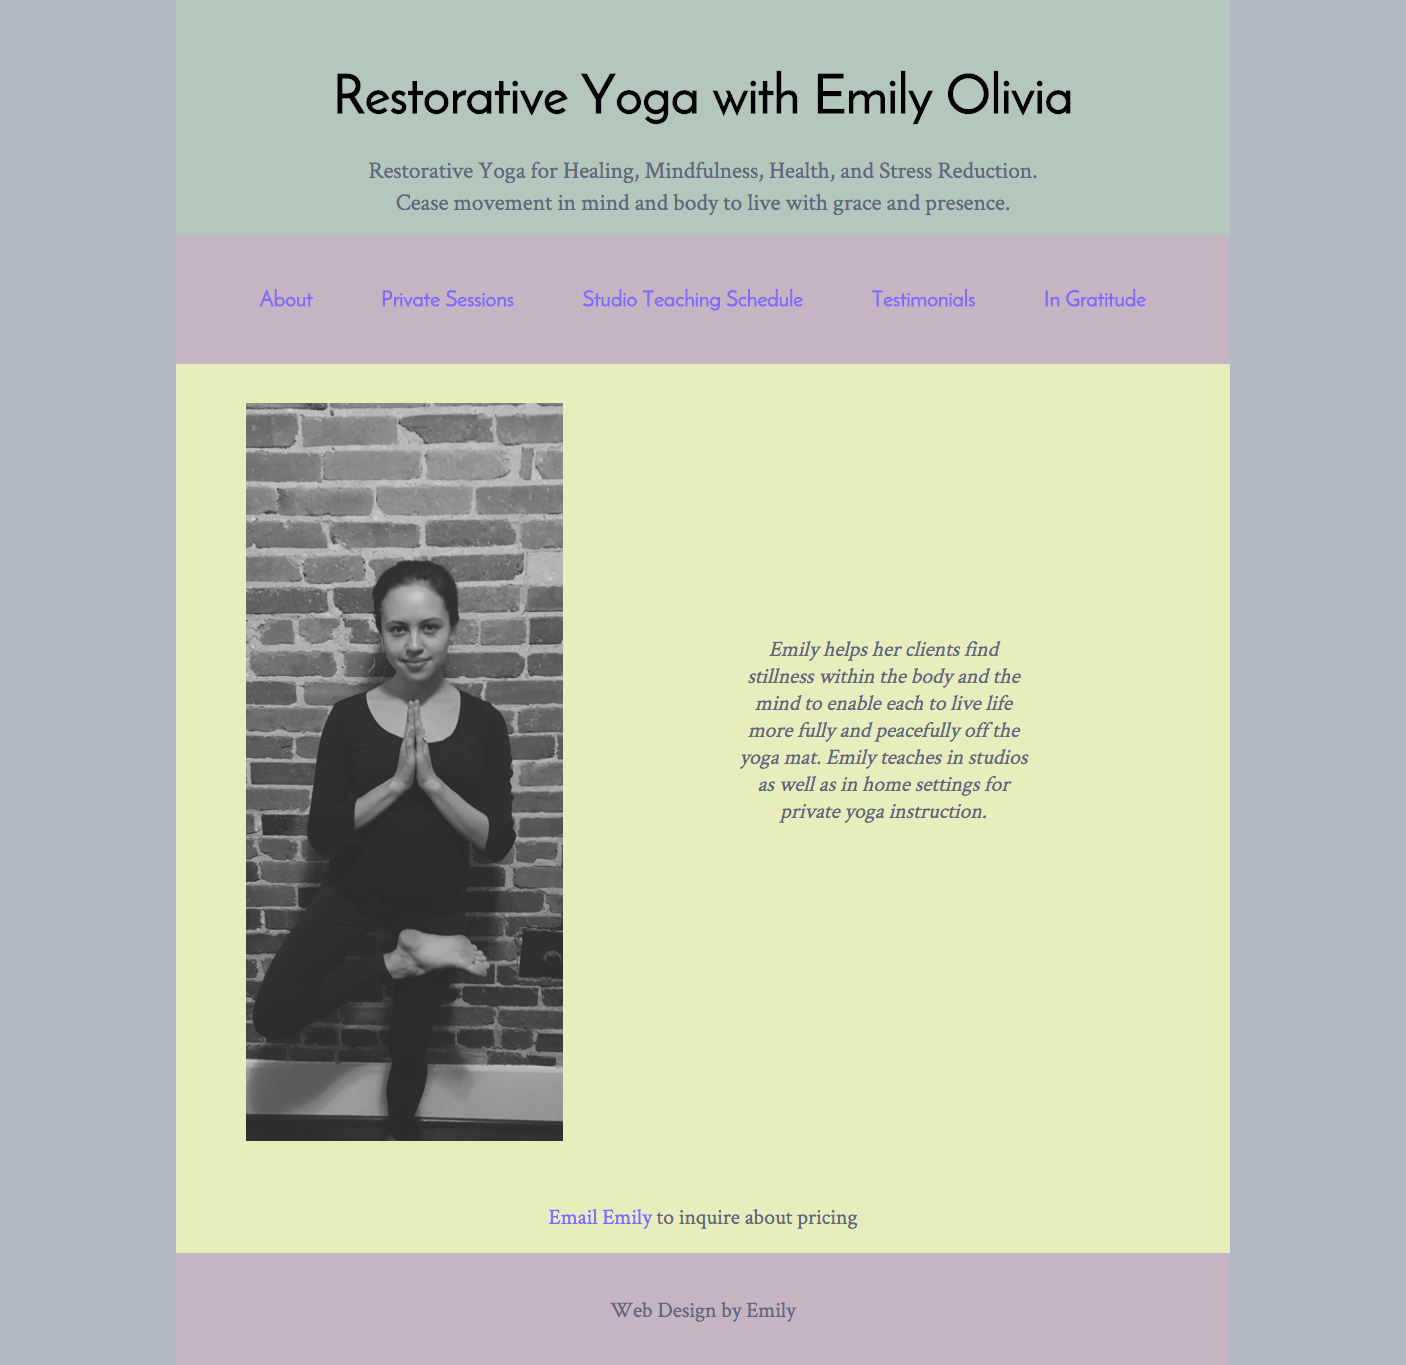 Restorative Yoga with Emily Olivia
Restorative Yoga for Healing, Mindfulness, Health, and Stress Reduction.
Cease movement in mind and body to live with grace and presence.
About Private Sessions Studio Teaching Schedule Testimonials In Gratitude
Emily helps her clients find
stillness within the body and the
mind to enable each to live life
more fully and peacefully off the
yoga mat. Emily teaches in studios
as well as in home settings for
private yoga instruction.
Email Emily to inquire about pricing
Web Design by Emily